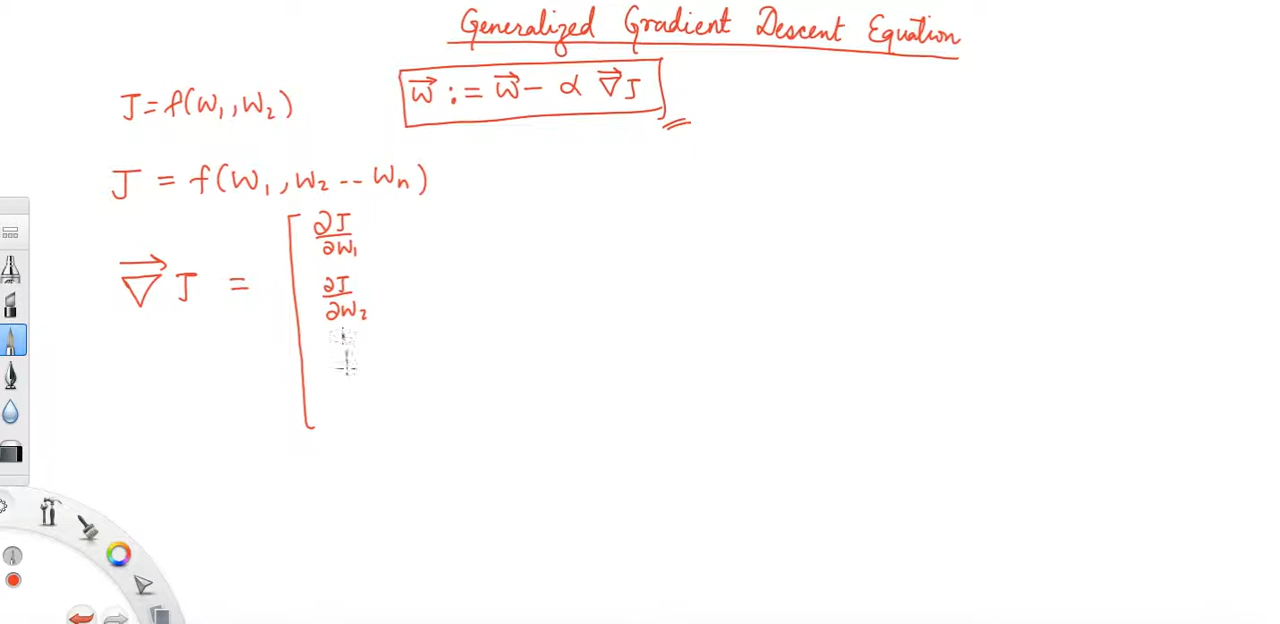 Generalized Gradient Descent Equation
w⃗ := w⃗ - α ∇⃗J
J=f(w₁,w₂)
J = f(w₁,w₂ -- wₙ)
∇⃗ J = [ ∂J/∂w₁
∂J/∂w₂